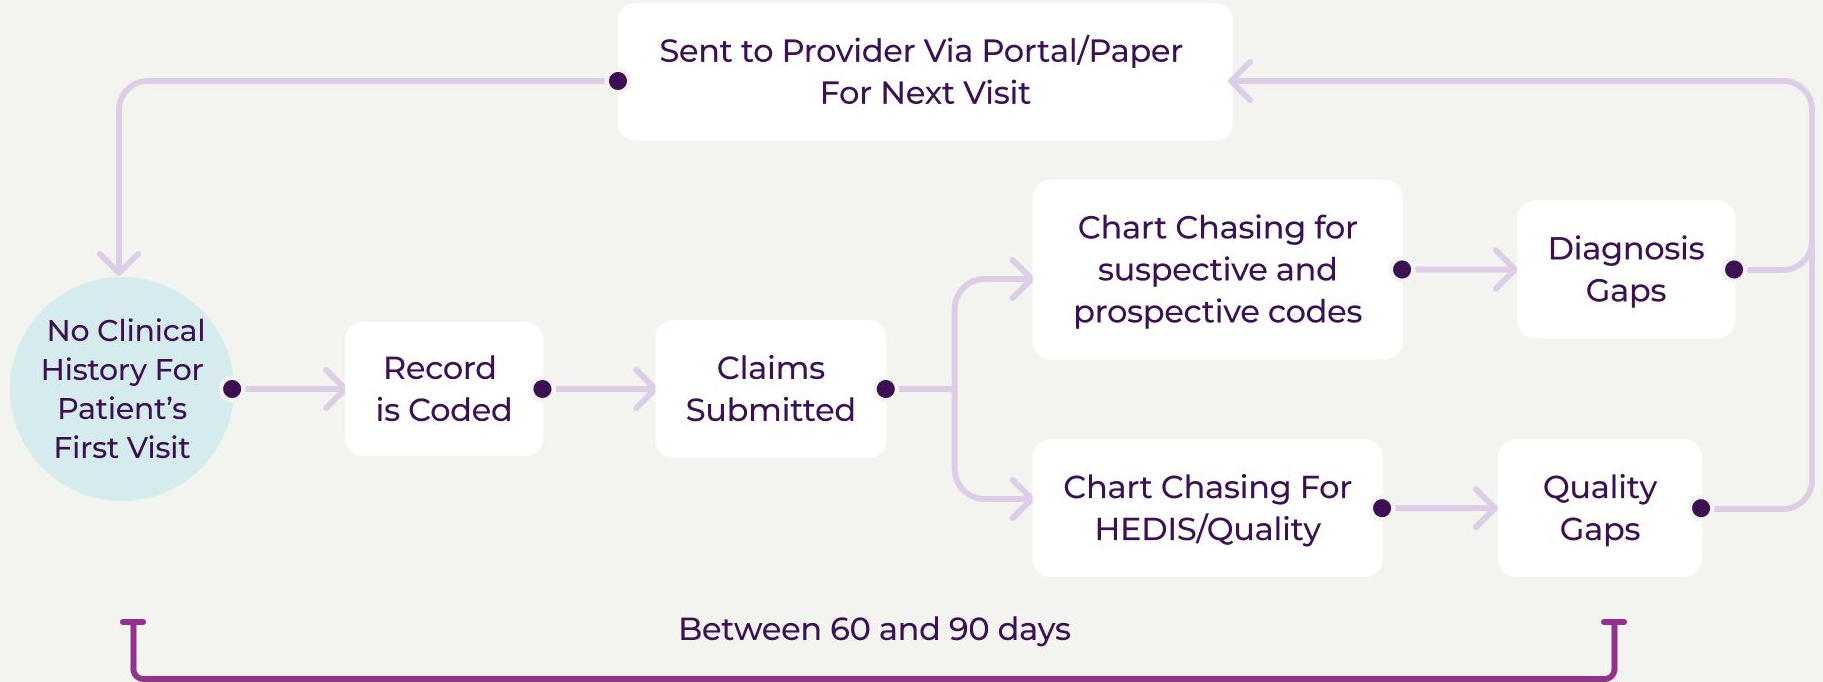 Sent to Provider Via Portal/Paper
For Next Visit
No Clinical
History For
Patient’s
First Visit
Record
is Coded
Claims
Submitted
Chart Chasing for
suspective and
prospective codes
Diagnosis
Gaps
Chart Chasing For
HEDIS/Quality
Quality
Gaps
Between 60 and 90 days